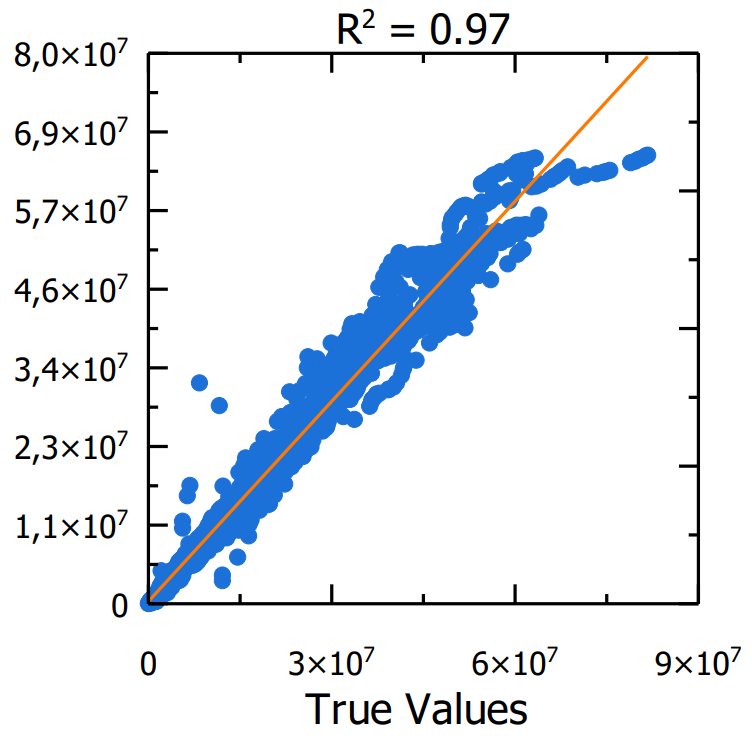 R² = 0.97
8,0×10⁷
6,9×10⁷
5,7×10⁷
4,6×10⁷
3,4×10⁷
2,3×10⁷
1,1×10⁷
0
0 3×10⁷ 6×10⁷ 9×10⁷
True Values